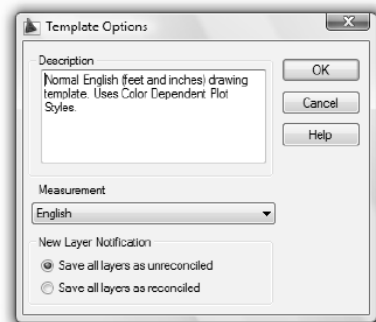 Template Options
Description
Normal English (feet and inches) drawing
template. Uses Color Dependent Plot
Styles.
OK
Cancel
Help
Measurement
English
New Layer Notification
Save all layers as unreconciled
Save all layers as reconciled